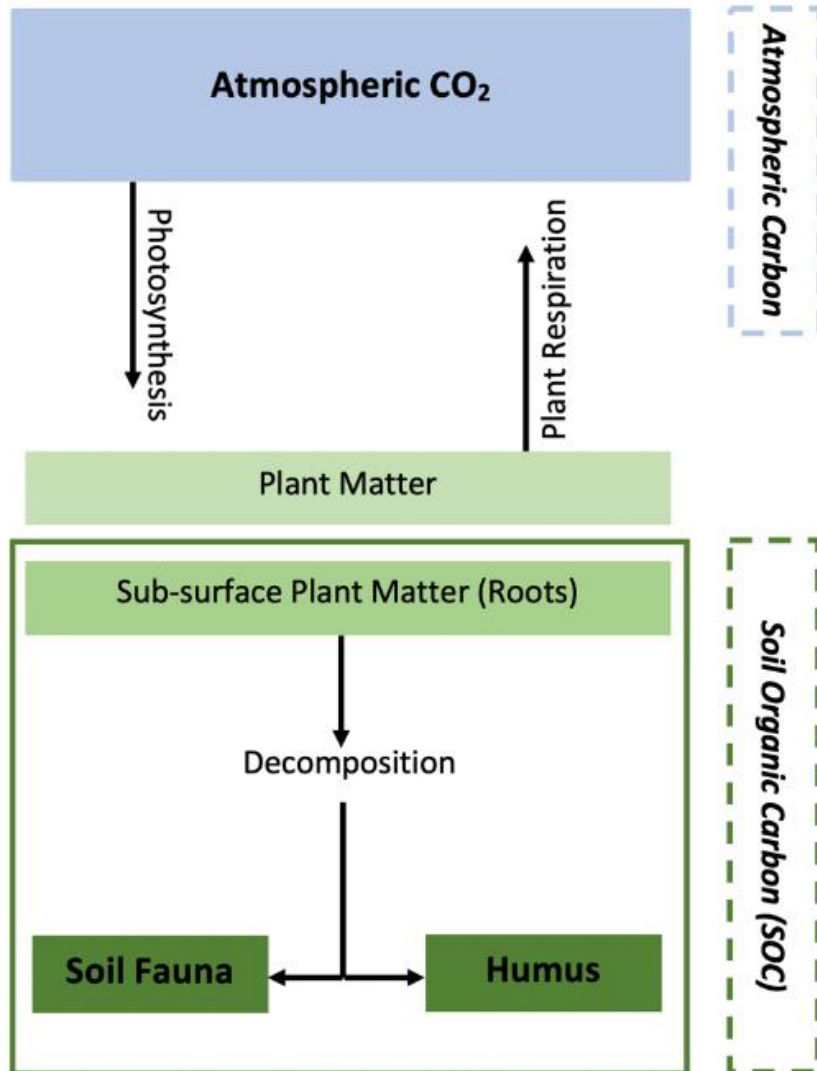 Atmospheric CO₂
Atmospheric Carbon
Photosynthesis
Plant Respiration
Plant Matter
Sub-surface Plant Matter (Roots)
Decomposition
Soil Organic Carbon (SOC)
Soil Fauna
Humus